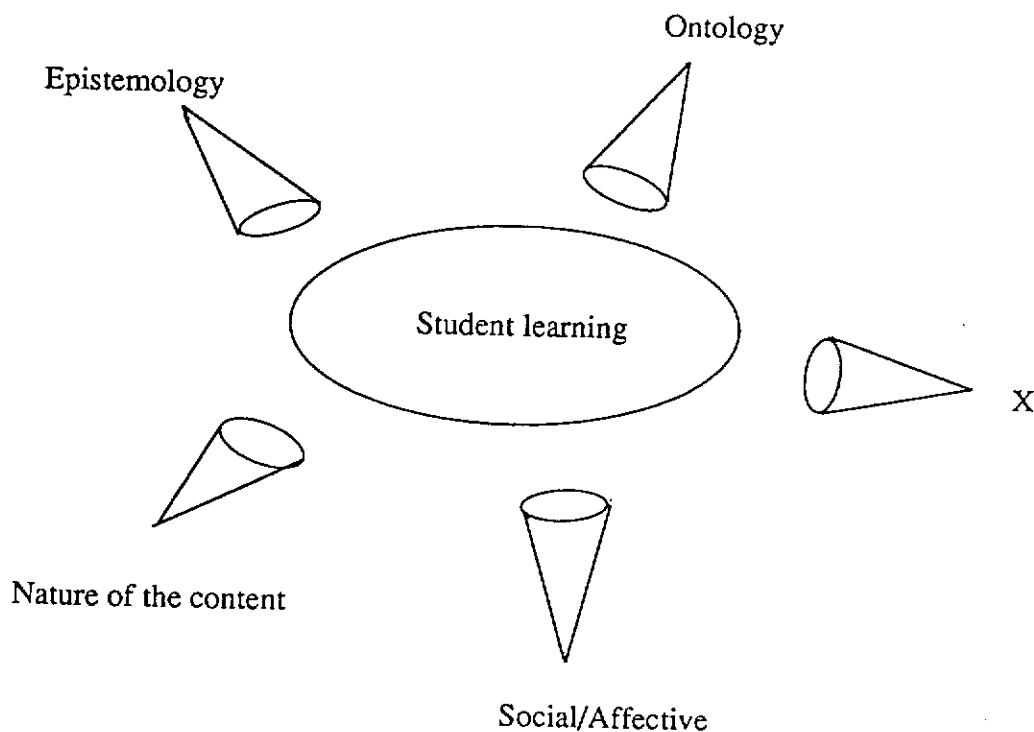 Ontology
Epistemology
Student learning
X
Nature of the content
Social/Affective